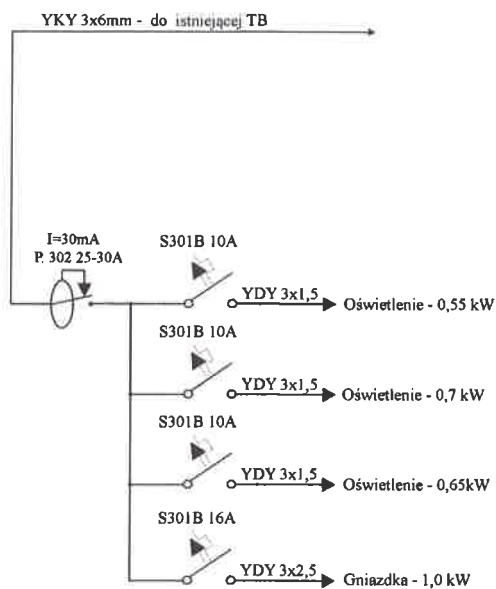 YKY 3x6mm - do istniejącej TB
I=30mA
P. 302 25-30A
S301B 10A
YDY 3x1,5
Oświetlenie - 0,55 kW
S301B 10A
YDY 3x1,5
Oświetlenie - 0,7 kW
S301B 10A
YDY 3x1,5
Oświetlenie - 0,65kW
S301B 16A
YDY 3x2,5
Gniazdka - 1,0 kW